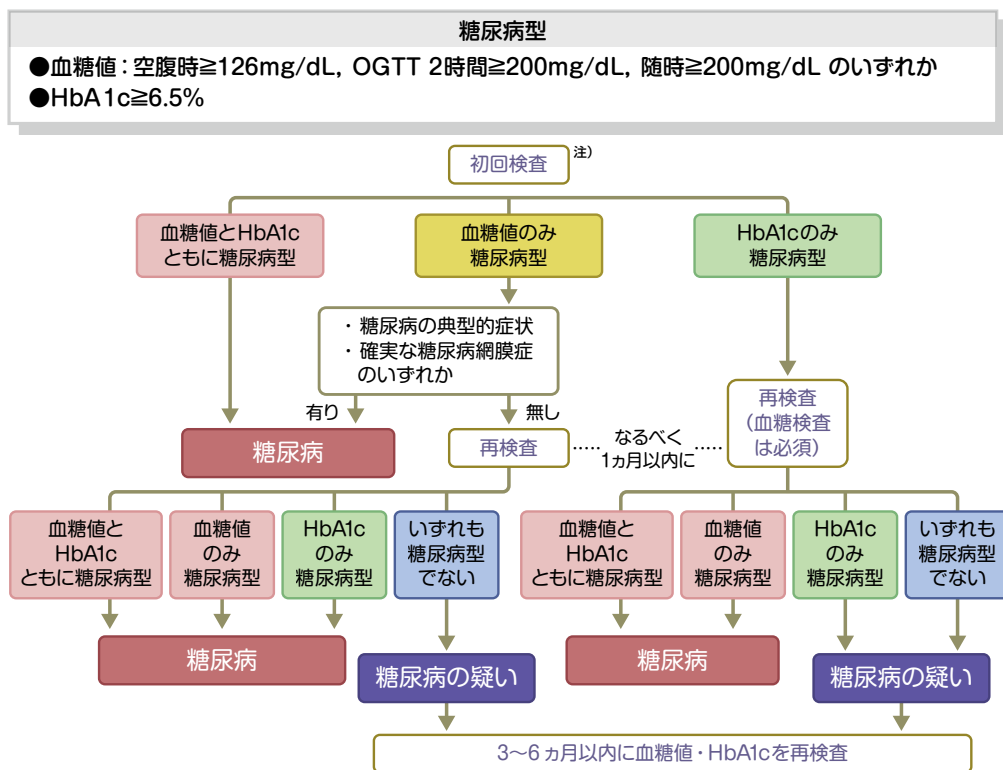 糖尿病型
●血糖値：空腹時≧126mg/dL, OGTT 2時間≧200mg/dL, 随時≧200mg/dL のいずれか
●HbA1c≧6.5%
初回検査 注）
血糖値とHbA1c
ともに糖尿病型
血糖値のみ
糖尿病型
HbA1cのみ
糖尿病型
・糖尿病の典型的症状
・確実な糖尿病網膜症
のいずれか
有り
無し
糖尿病
再検査
なるべく
1ヵ月以内に
再検査
（血糖検査
は必須）
血糖値と
HbA1c
ともに糖尿病型
血糖値
のみ
糖尿病型
HbA1c
のみ
糖尿病型
いずれも
糖尿病型
でない
血糖値と
HbA1c
ともに糖尿病型
血糖値
のみ
糖尿病型
HbA1c
のみ
糖尿病型
いずれも
糖尿病型
でない
糖尿病
糖尿病の疑い
糖尿病
糖尿病の疑い
3～6ヵ月以内に血糖値・HbA1cを再検査